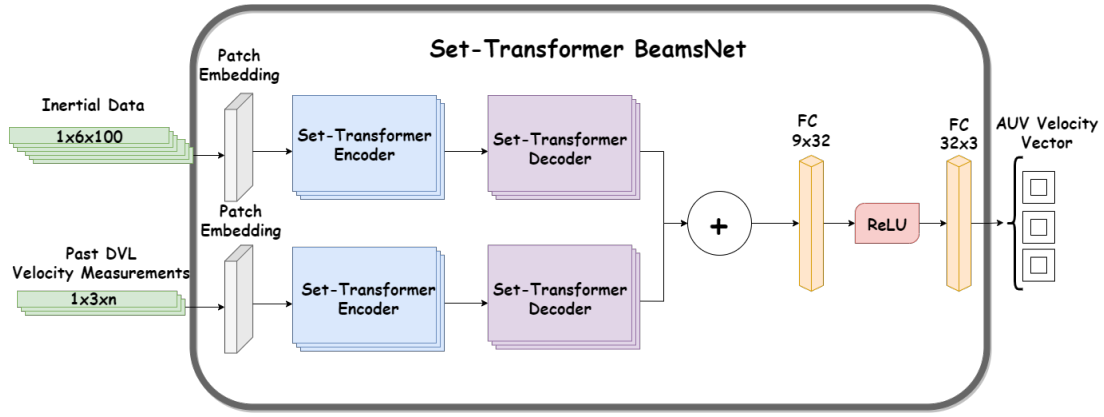 Set-Transformer BeamsNet
Patch
Embedding
Inertial Data
1x6x100
Set-Transformer
Encoder
Set-Transformer
Decoder
Patch
Embedding
Past DVL
Velocity Measurements
1x3xn
Set-Transformer
Encoder
Set-Transformer
Decoder
+
FC
9x32
ReLU
FC
32x3
AUV Velocity
Vector